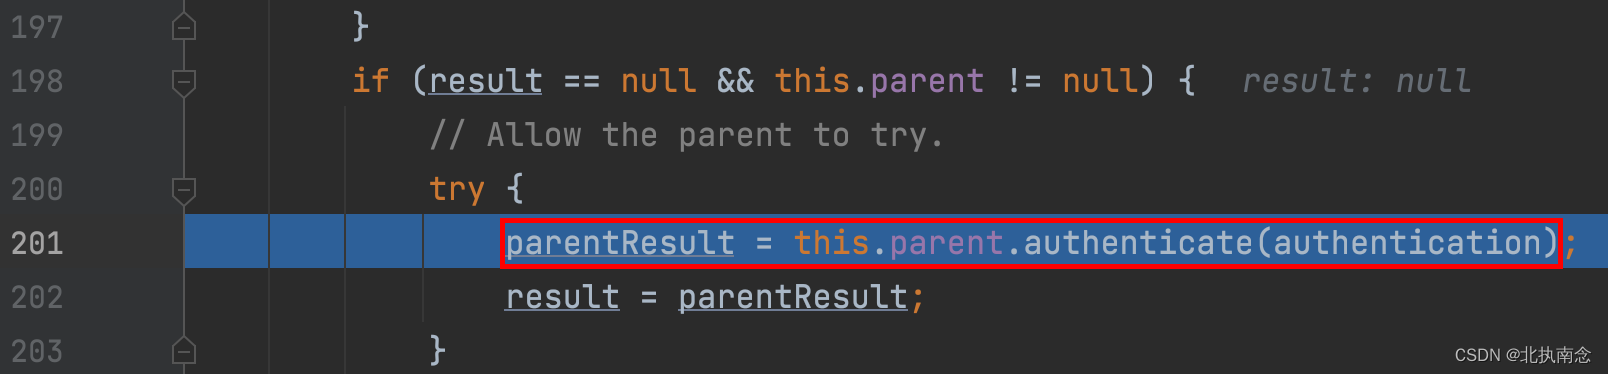 197 }
198 if (result == null && this.parent != null) { result: null
199 // Allow the parent to try.
200 try {
201 parentResult = this.parent.authenticate(authentication);
202 result = parentResult;
203 }
CSDN @北执南念